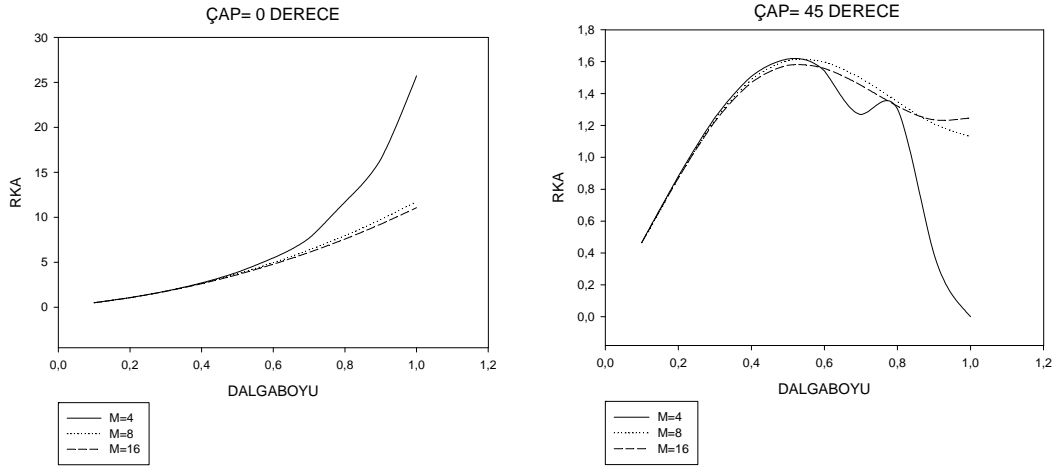 ÇAP= 0 DERECE
RKA
30
25
20
15
10
5
0
0,0 0,2 0,4 0,6 0,8 1,0 1,2
DALGABOYU
M=4
M=8
M=16
ÇAP= 45 DERECE
RKA
1,8
1,6
1,4
1,2
1,0
0,8
0,6
0,4
0,2
0,0
0,0 0,2 0,4 0,6 0,8 1,0 1,2
DALGABOYU
M=4
M=8
M=16